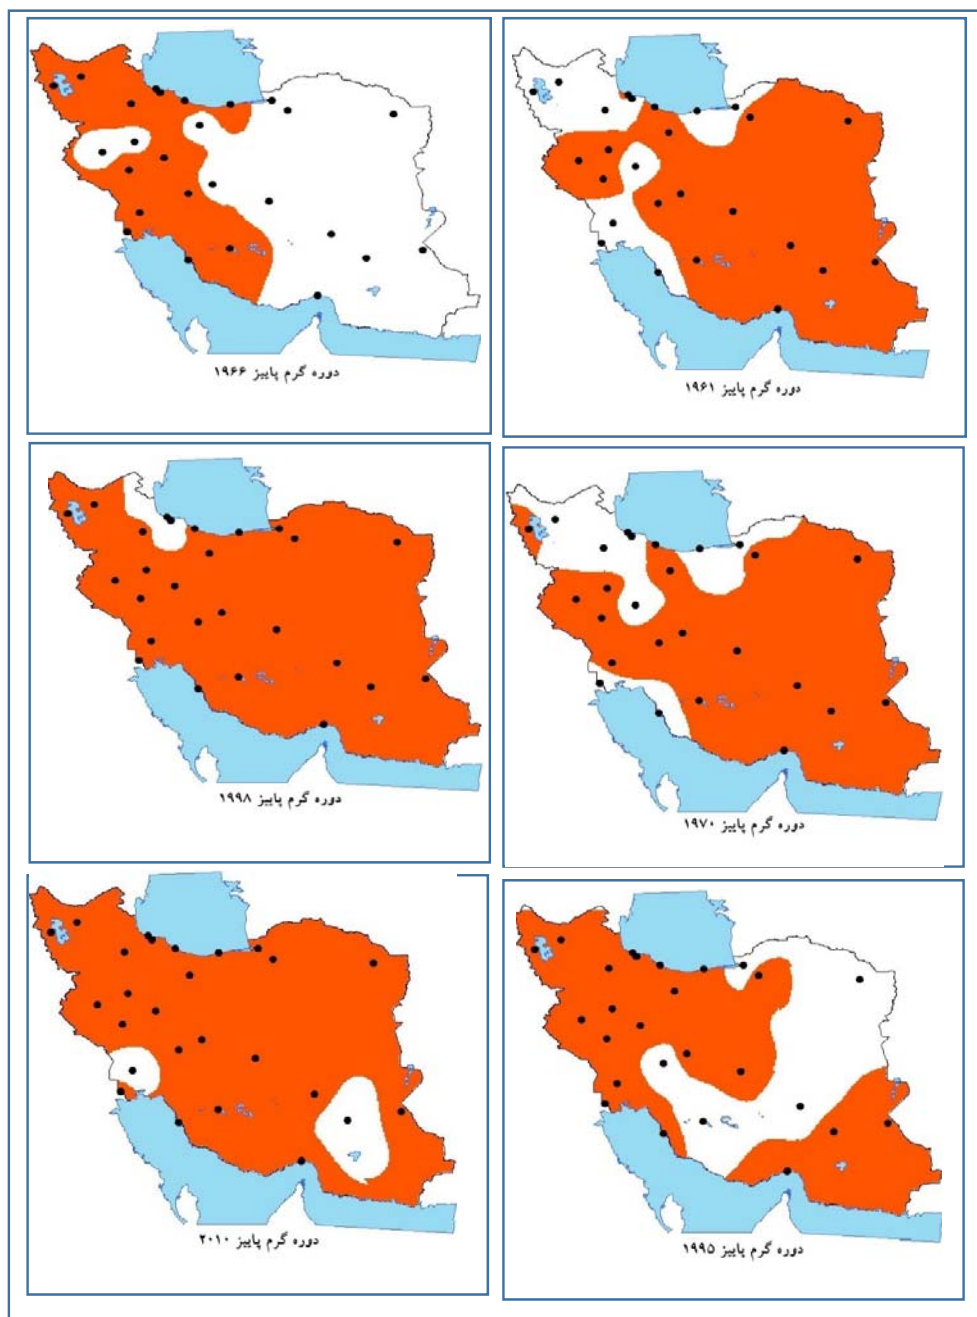 دوره گرم پاییز ۱۹۶۱
دوره گرم پاییز ۱۹۶۶
دوره گرم پاییز ۱۹۷۰
دوره گرم پاییز ۱۹۹۸
دوره گرم پاییز ۱۹۹۵
دوره گرم پاییز ۲۰۱۰